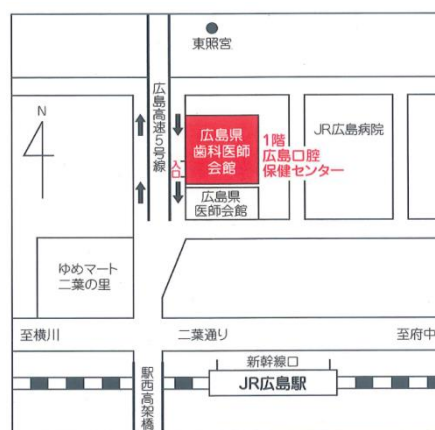 東照宮
広島高速5号線
N
広島県
歯科医師
会館
入口
1階
広島口腔
保健センター
JR広島病院
広島県
医師会館
ゆめマート
二葉の里
至横川
二葉通り
至府中
駅西高架橋
新幹線口
JR広島駅